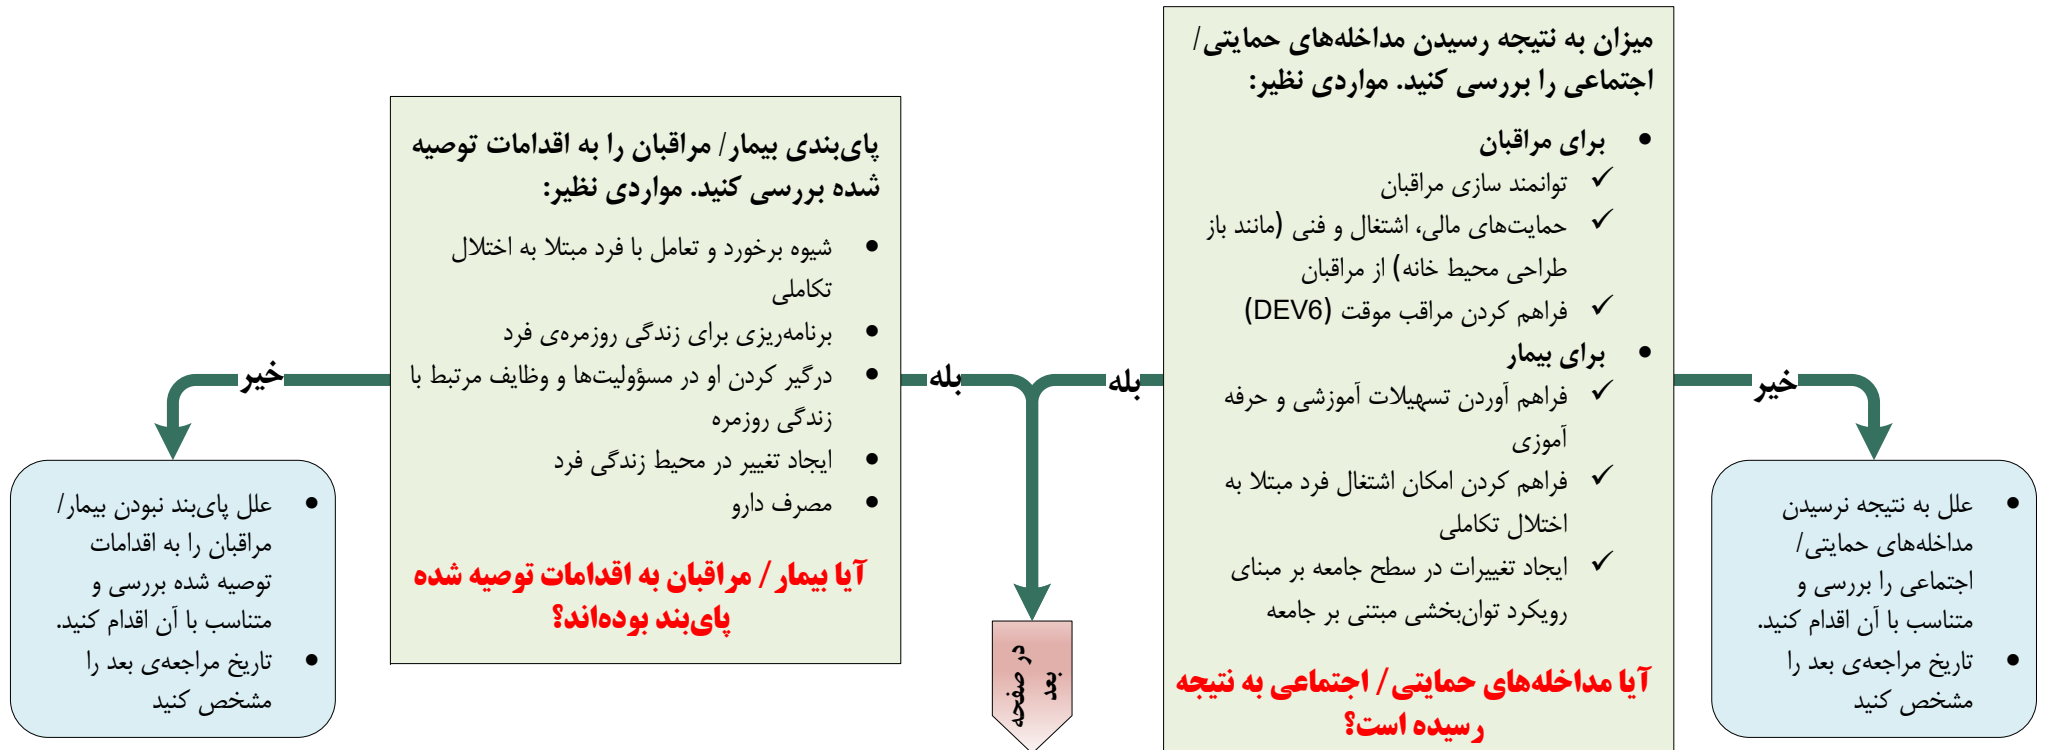 میزان به نتیجه رسیدن مداخله‌های حمایتی/
اجتماعی را بررسی کنید. مواردی نظیر:
• برای مراقبان
✓ توانمند سازی مراقبان
✓ حمایت‌های مالی، اشتغال و فنی (مانند باز
طراحی محیط خانه) از مراقبان
✓ فراهم کردن مراقب موقت (DEV6)
• برای بیمار
✓ فراهم آوردن تسهیلات آموزشی و حرفه
آموزی
✓ فراهم کردن امکان اشتغال فرد مبتلا به
اختلال تکاملی
✓ ایجاد تغییرات در سطح جامعه بر مبنای
رویکرد توان‌بخشی مبتنی بر جامعه
آیا مداخله‌های حمایتی/ اجتماعی به نتیجه
رسیده است؟
خیر
• علل به نتیجه نرسیدن
مداخله‌های حمایتی/
اجتماعی را بررسی و
متناسب با آن اقدام کنید.
• تاریخ مراجعه‌ی بعد را
مشخص کنید
بله
پای‌بندی بیمار/ مراقبان را به اقدامات توصیه
شده بررسی کنید. مواردی نظیر:
• شیوه برخورد و تعامل با فرد مبتلا به اختلال
تکاملی
• برنامه‌ریزی برای زندگی روزمره‌ی فرد
• درگیر کردن او در مسؤولیت‌ها و وظایف مرتبط با
زندگی روزمره
• ایجاد تغییر در محیط زندگی فرد
• مصرف دارو
آیا بیمار/ مراقبان به اقدامات توصیه شده
پای‌بند بوده‌اند؟
بله
در صفحه
بعد
خیر
• علل پای‌بند نبودن بیمار/
مراقبان را به اقدامات
توصیه شده بررسی و
متناسب با آن اقدام کنید.
• تاریخ مراجعه‌ی بعد را
مشخص کنید